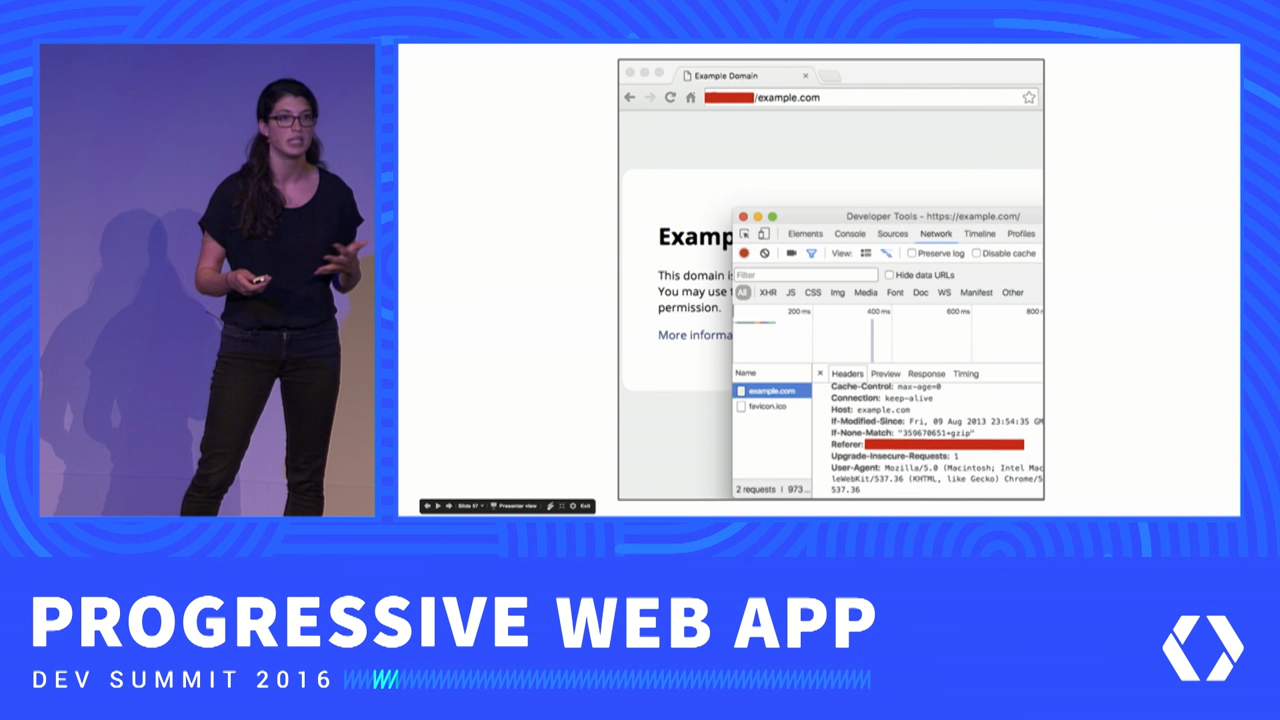 Example Domain
/example.com
Examp
This domain is
You may use t
permission.
More informa
Developer Tools - https://example.com/
Elements Console Sources Network Timeline Profiles
View: Preserve log Disable cache
Filter Hide data URLs
All XHR JS CSS Img Media Font Doc WS Manifest Other
200 ms 400 ms 600 ms 800 m
Name × Headers Preview Response Timing
example.com
favicon.ico
Cache-Control: max-age=0
Connection: keep-alive
Host: example.com
If-Modified-Since: Fri, 09 Aug 2013 23:54:35 GM
If-None-Match: "359670651+gzip"
Referer:
Upgrade-Insecure-Requests: 1
User-Agent: Mozilla/5.0 (Macintosh; Intel Mac
leWebKit/537.36 (KHTML, like Gecko) Chrome/5
537.36
2 requests | 973...
Slide 57 Presenter view Exit
PROGRESSIVE WEB APP
DEV SUMMIT 2016